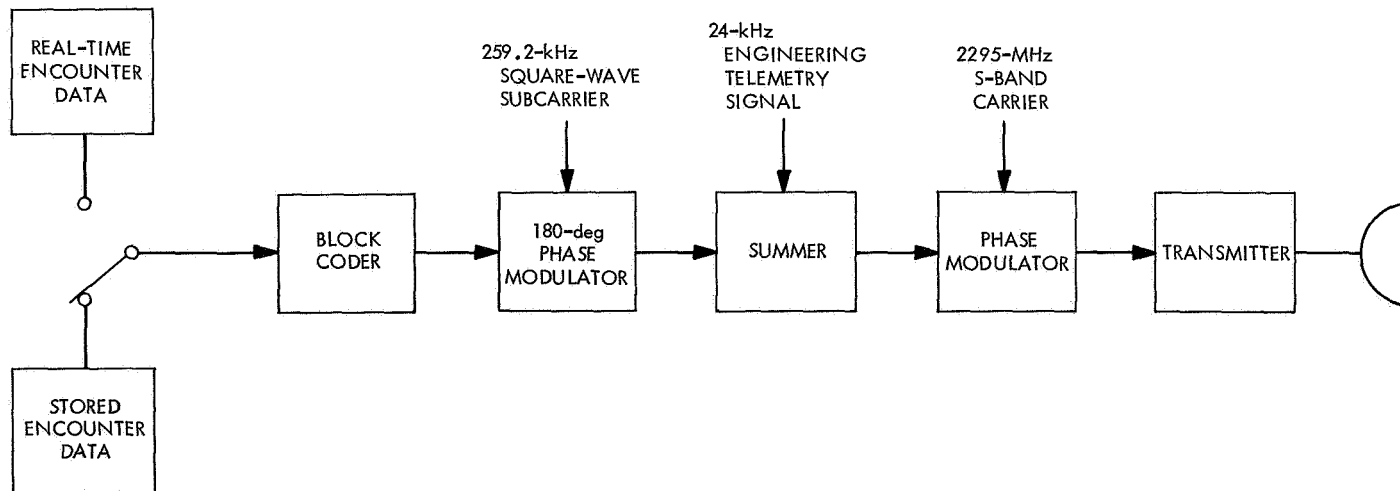 REAL-TIME
ENCOUNTER
DATA
259.2-kHz
SQUARE-WAVE
SUBCARRIER
24-kHz
ENGINEERING
TELEMETRY
SIGNAL
2295-MHz
S-BAND
CARRIER
BLOCK
CODER
180-deg
PHASE
MODULATOR
SUMMER
PHASE
MODULATOR
TRANSMITTER
STORED
ENCOUNTER
DATA